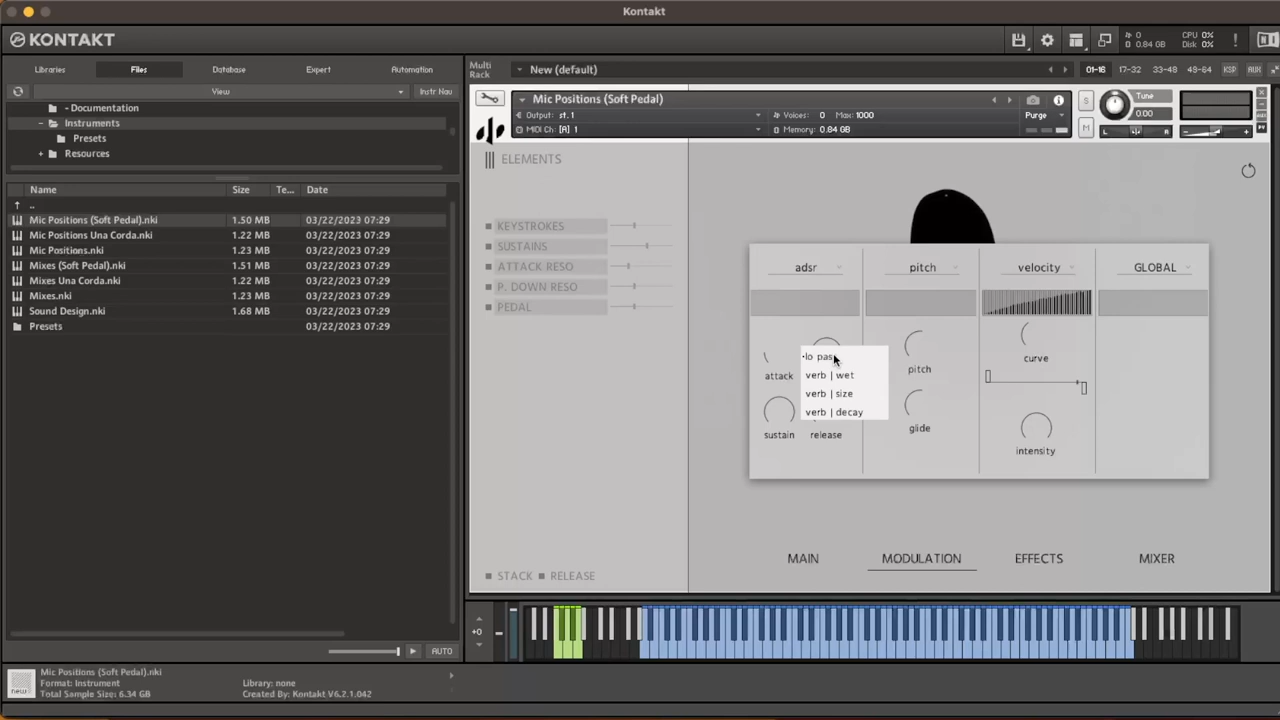 Kontakt
KONTAKT
0
0.84 GB
CPU 0%
Disk 0%
!
Libraries
Files
Database
Expert
Automation
Multi
Rack
New (default)
01-16
17-32
33-48
49-64
KSP
AUX
View
Instr Nav
- Documentation
Instruments
Presets
Resources
Mic Positions (Soft Pedal)
Output: st. 1
Voices: 0 Max: 1000
Purge
MIDI Ch: [A] 1
Memory: 0.84 GB
S
M
Tune
0.00
L
R
Name
Size
Te...
Date
..
Mic Positions (Soft Pedal).nki 1.50 MB 03/22/2023 07:29
Mic Positions Una Corda.nki 1.22 MB 03/22/2023 07:29
Mic Positions.nki 1.23 MB 03/22/2023 07:29
Mixes (Soft Pedal).nki 1.51 MB 03/22/2023 07:29
Mixes Una Corda.nki 1.22 MB 03/22/2023 07:29
Mixes.nki 1.23 MB 03/22/2023 07:29
Sound Design.nki 1.68 MB 03/22/2023 07:29
Presets 03/22/2023 07:29
ELEMENTS
KEYSTROKES
SUSTAINS
ATTACK RESO
P. DOWN RESO
PEDAL
adsr
pitch
velocity
GLOBAL
attack
sustain
release
lo pass
verb | wet
verb | size
verb | decay
pitch
glide
curve
intensity
STACK
RELEASE
MAIN
MODULATION
EFFECTS
MIXER
+0
AUTO
new
Mic Positions (Soft Pedal).nki
Format: Instrument
Total Sample Size: 6.34 GB
Library: none
Created By: Kontakt V6.2.1.042